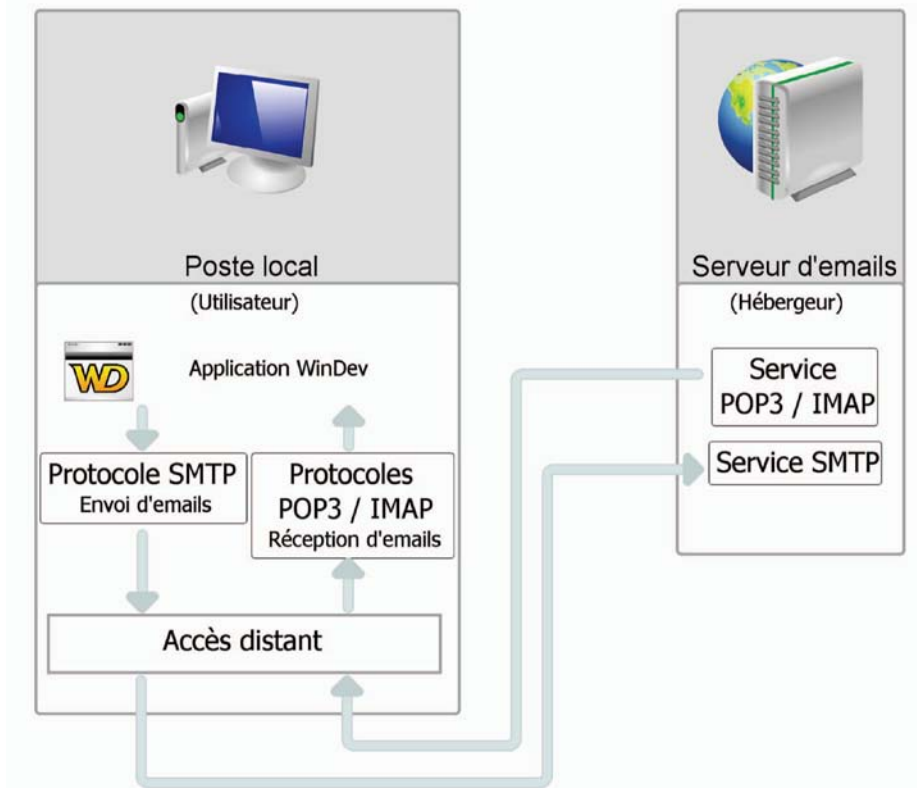 Poste local
(Utilisateur)
WD
Application WinDev
Protocole SMTP
Envoi d'emails
Protocoles
POP3 / IMAP
Réception d'emails
Accès distant
Serveur d'emails
(Hébergeur)
Service
POP3 / IMAP
Service SMTP